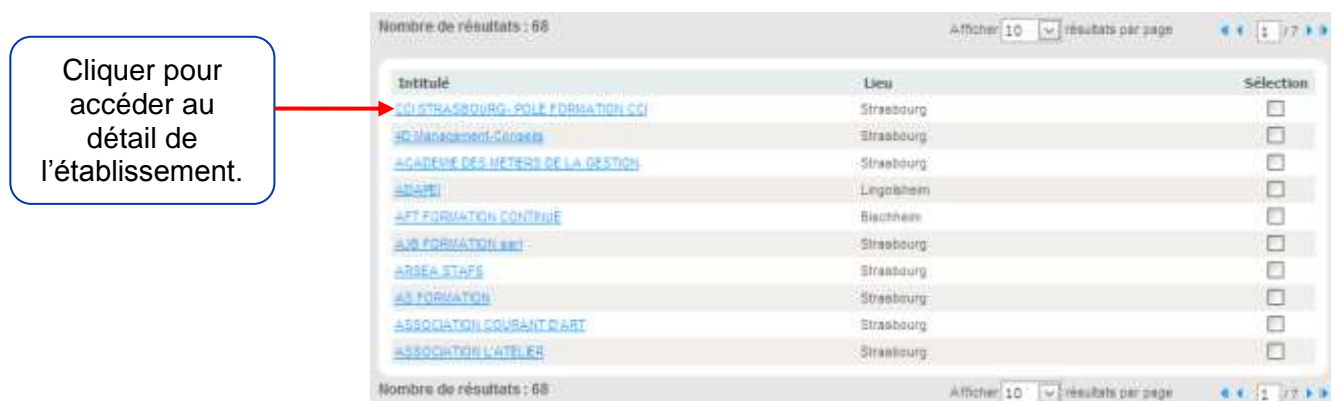 Cliquer pour
accéder au
détail de
l'établissement.
Nombre de résultats : 68 Afficher 10 résultats par page 1 / 7
Intitulé Lieu Sélection
CCI STRASBOURG- POLE FORMATION CCI Strasbourg
4D Management-Conseils Strasbourg
ACADEMIE DES METIERS DE LA GESTION Strasbourg
ADAPEI Lingolsheim
AFT FORMATION CONTINUE Bischheim
AJB FORMATION sarl Strasbourg
ARSEA STAFS Strasbourg
AS FORMATION Strasbourg
ASSOCIATION COURANT D'ART Strasbourg
ASSOCIATION L'ATELIER Strasbourg
Nombre de résultats : 68 Afficher 10 résultats par page 1 / 7